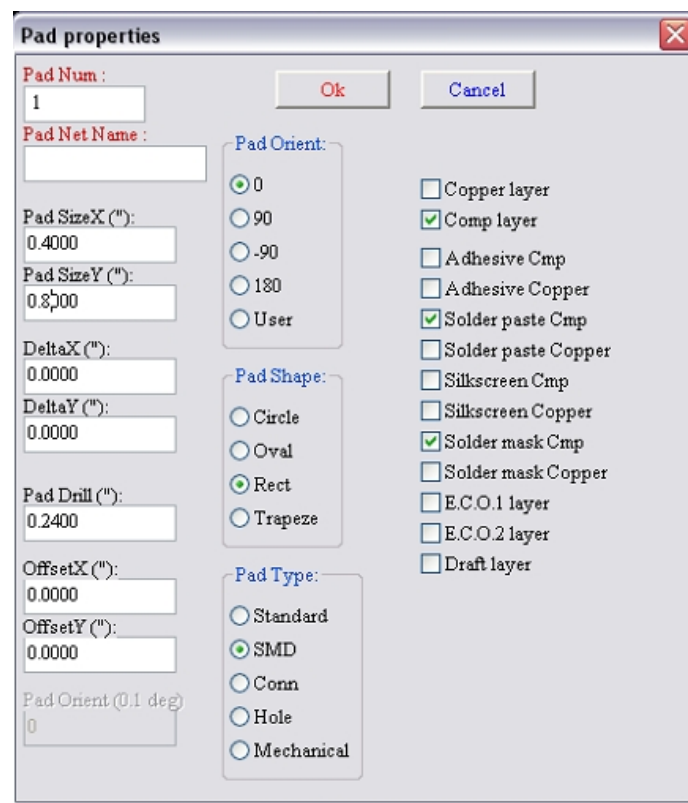 Pad properties
Pad Num :
1
Pad Net Name :
Pad SizeX ("):
0.4000
Pad SizeY ("):
0.8000
DeltaX ("):
0.0000
DeltaY ("):
0.0000
Pad Drill ("):
0.2400
OffsetX ("):
0.0000
OffsetY ("):
0.0000
Pad Orient (0.1 deg)
0
Ok
Cancel
Pad Orient:
0
90
-90
180
User
Pad Shape:
Circle
Oval
Rect
Trapeze
Pad Type:
Standard
SMD
Conn
Hole
Mechanical
Copper layer
Comp layer
Adhesive Cmp
Adhesive Copper
Solder paste Cmp
Solder paste Copper
Silkscreen Cmp
Silkscreen Copper
Solder mask Cmp
Solder mask Copper
E.C.O.1 layer
E.C.O.2 layer
Draft layer